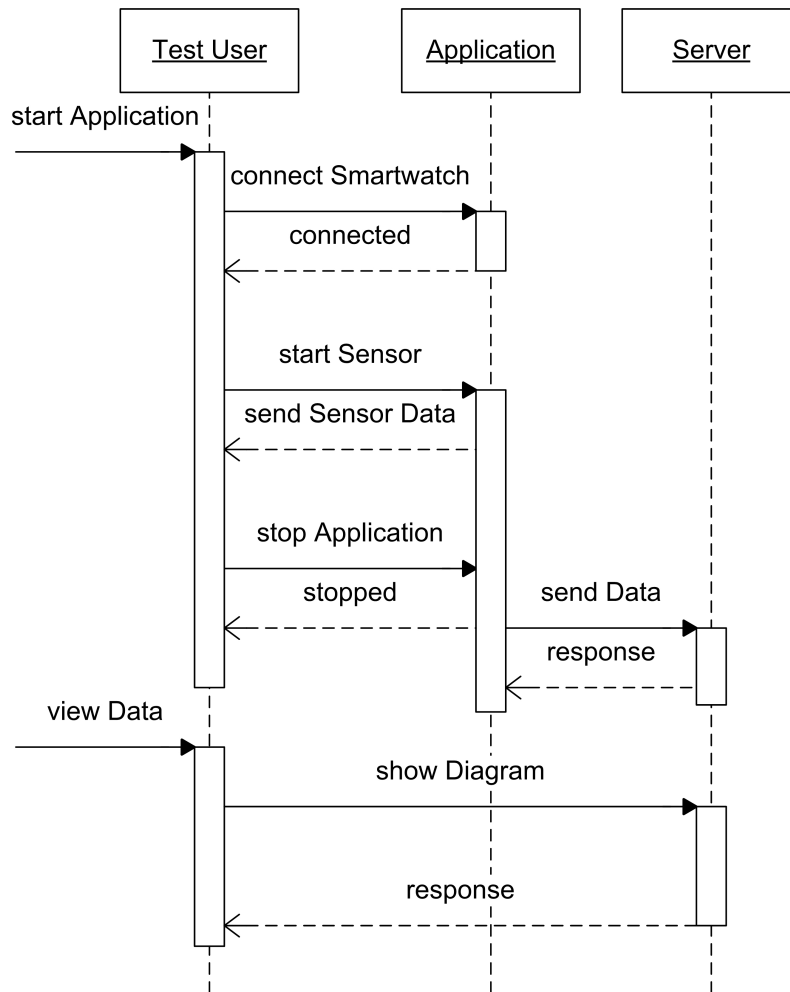 Test User
Application
Server
start Application
connect Smartwatch
connected
start Sensor
send Sensor Data
stop Application
stopped
send Data
response
view Data
show Diagram
response